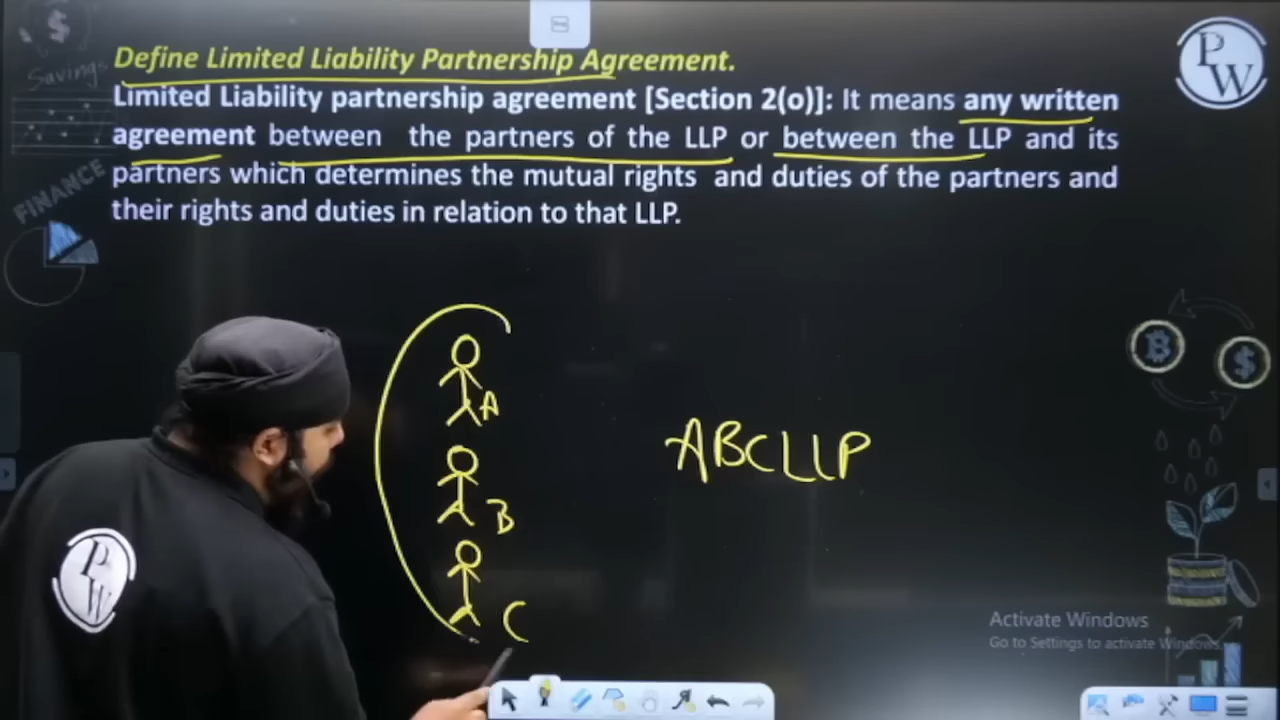 Define Limited Liability Partnership Agreement.
Savings
Limited Liability partnership agreement [Section 2(o)]: It means any written
agreement between the partners of the LLP or between the LLP and its
partners which determines the mutual rights and duties of the partners and
their rights and duties in relation to that LLP.
FINANCE
P
W
A
B
C
ABCLLP
P
W
Activate Windows
Go to Settings to activate Windows.